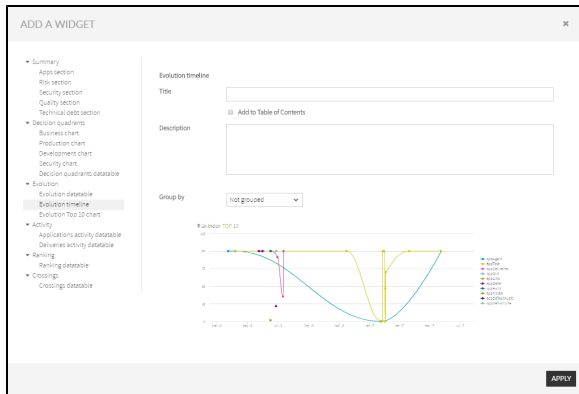 ADD A WIDGET
Summary
Apps section
Risk section
Security section
Quality section
Technical debt section
Decision quadrants
Business chart
Production chart
Development chart
Security chart
Decision quadrants datatable
Evolution
Evolution datatable
Evolution timeline
Evolution Top 10 chart
Activity
Applications activity datatable
Deliveries activity datatable
Ranking
Ranking datatable
Crossings
Crossings datatable
Evolution timeline
Title
Add to Table of Contents
Description
Group by
Not grouped
Risk Index TOP 10
APPLY